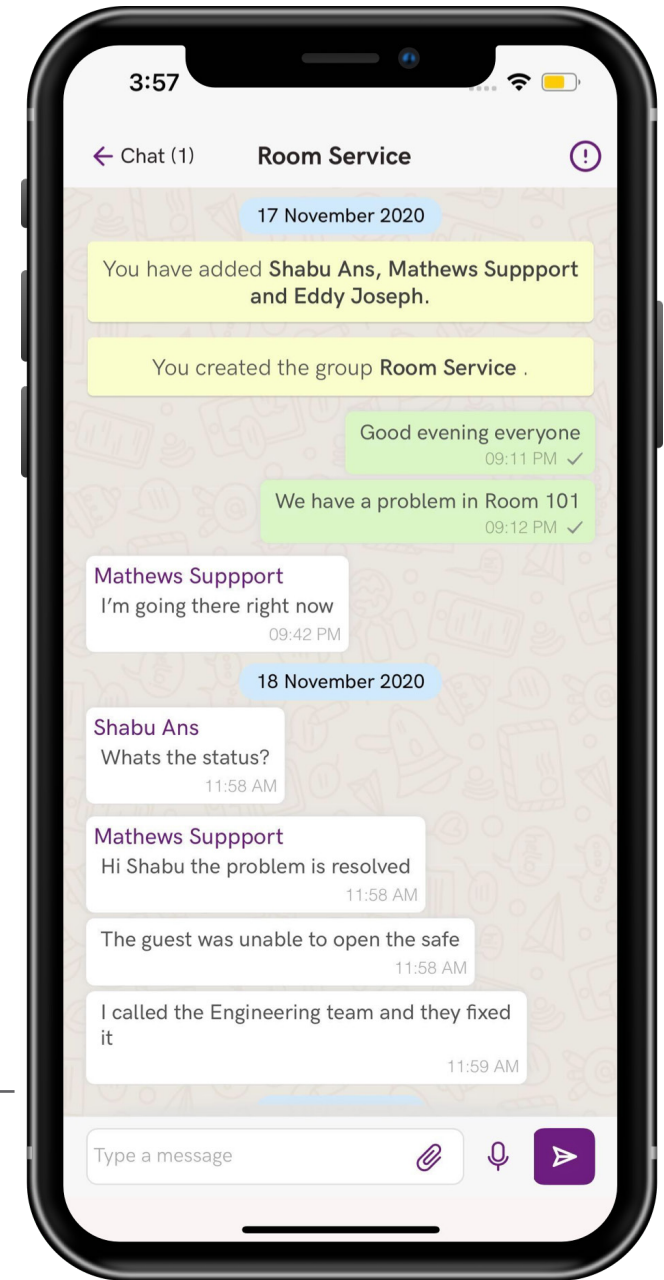 3:57
Chat (1)
Room Service
17 November 2020
You have added Shabu Ans, Mathews Suppport
and Eddy Joseph.
You created the group Room Service .
Good evening everyone
09:11 PM
We have a problem in Room 101
09:12 PM
Mathews Suppport
I’m going there right now
09:42 PM
18 November 2020
Shabu Ans
Whats the status?
11:58 AM
Mathews Suppport
Hi Shabu the problem is resolved
11:58 AM
The guest was unable to open the safe
11:58 AM
I called the Engineering team and they fixed
it
11:59 AM
Type a message